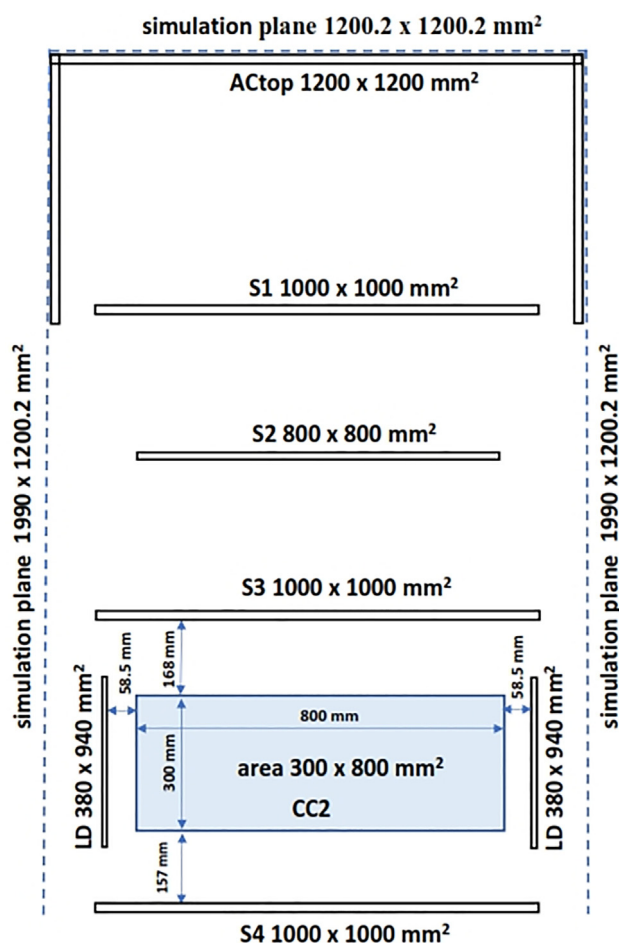 simulation plane 1200.2 x 1200.2 mm²
ACtop 1200 x 1200 mm²
S1 1000 x 1000 mm²
simulation plane 1990 x 1200.2 mm²
simulation plane 1990 x 1200.2 mm²
S2 800 x 800 mm²
S3 1000 x 1000 mm²
168 mm
58.5 mm
58.5 mm
LD 380 x 940 mm²
800 mm
300 mm
area 300 x 800 mm²
CC2
LD 380 x 940 mm²
157 mm
S4 1000 x 1000 mm²